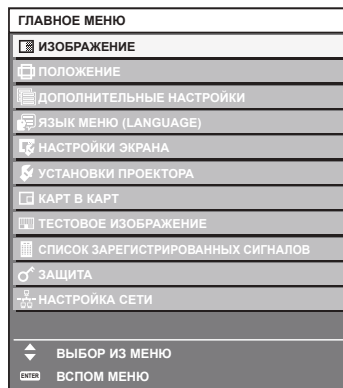 ГЛАВНОЕ МЕНЮ
ИЗОБРАЖЕНИЕ
ПОЛОЖЕНИЕ
ДОПОЛНИТЕЛЬНЫЕ НАСТРОЙКИ
ЯЗЫК МЕНЮ (LANGUAGE)
НАСТРОЙКИ ЭКРАНА
УСТАНОВКИ ПРОЕКТОРА
КАРТ В КАРТ
ТЕСТОВОЕ ИЗОБРАЖЕНИЕ
СПИСОК ЗАРЕГИСТРИРОВАННЫХ СИГНАЛОВ
ЗАЩИТА
НАСТРОЙКА СЕТИ
ВЫБОР ИЗ МЕНЮ
ENTER ВСПОМ МЕНЮ